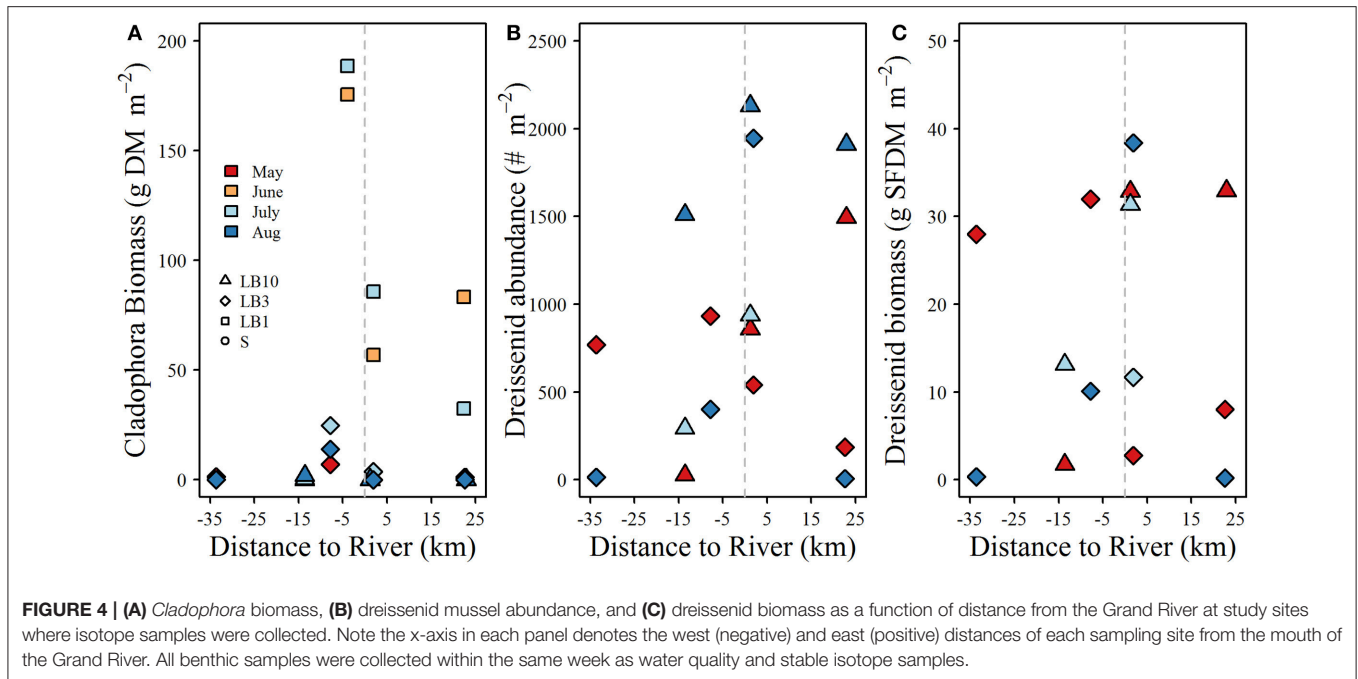 A
B
C
200
150
100
50
0
Cladophora Biomass (g DM m⁻²)
May
June
July
Aug
LB10
LB3
LB1
S
-35 -25 -15 -5 5 15 25
Distance to River (km)
2500
2000
1500
1000
500
0
Dreissenid abundance (# m⁻²)
-35 -25 -15 -5 5 15 25
Distance to River (km)
50
40
30
20
10
0
Dreissenid biomass (g SFDM m⁻²)
-35 -25 -15 -5 5 15 25
Distance to River (km)
FIGURE 4 | (A) Cladophora biomass, (B) dreissenid mussel abundance, and (C) dreissenid biomass as a function of distance from the Grand River at study sites
where isotope samples were collected. Note the x-axis in each panel denotes the west (negative) and east (positive) distances of each sampling site from the mouth of
the Grand River. All benthic samples were collected within the same week as water quality and stable isotope samples.